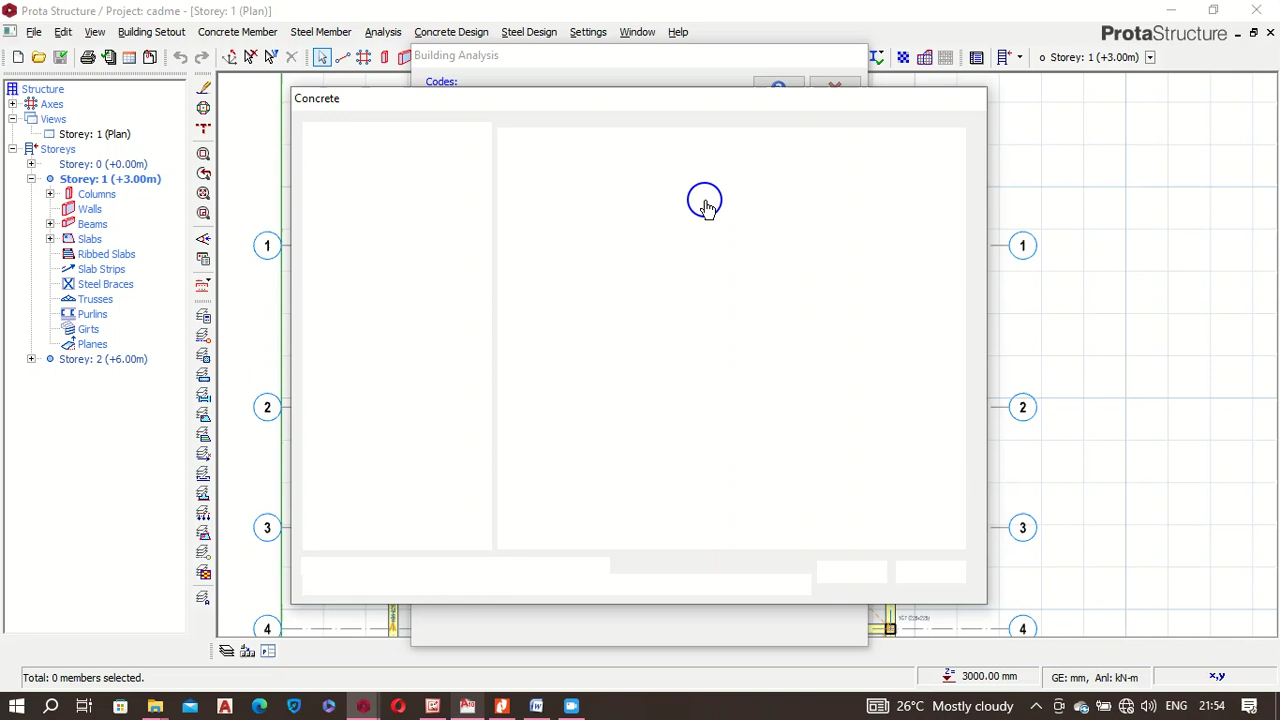 Prota Structure / Project: cadme - [Storey: 1 (Plan)]
File Edit View Building Setout Concrete Member Steel Member Analysis Concrete Design Steel Design Settings Window Help
ProtaStructure
Building Analysis
o Storey: 1 (+3.00m)
Codes:
Concrete
Structure
Axes
Views
Storey: 1 (Plan)
Storeys
Storey: 0 (+0.00m)
Storey: 1 (+3.00m)
Columns
Walls
Beams
Slabs
Ribbed Slabs
Slab Strips
Steel Braces
Trusses
Purlins
Girts
Planes
Storey: 2 (+6.00m)
1 1
2 2
3 3
4 4
Total: 0 members selected.
Z= 3000.00 mm
GE: mm, Anl: kN-m
x,y
26°C Mostly cloudy
ENG 21:54